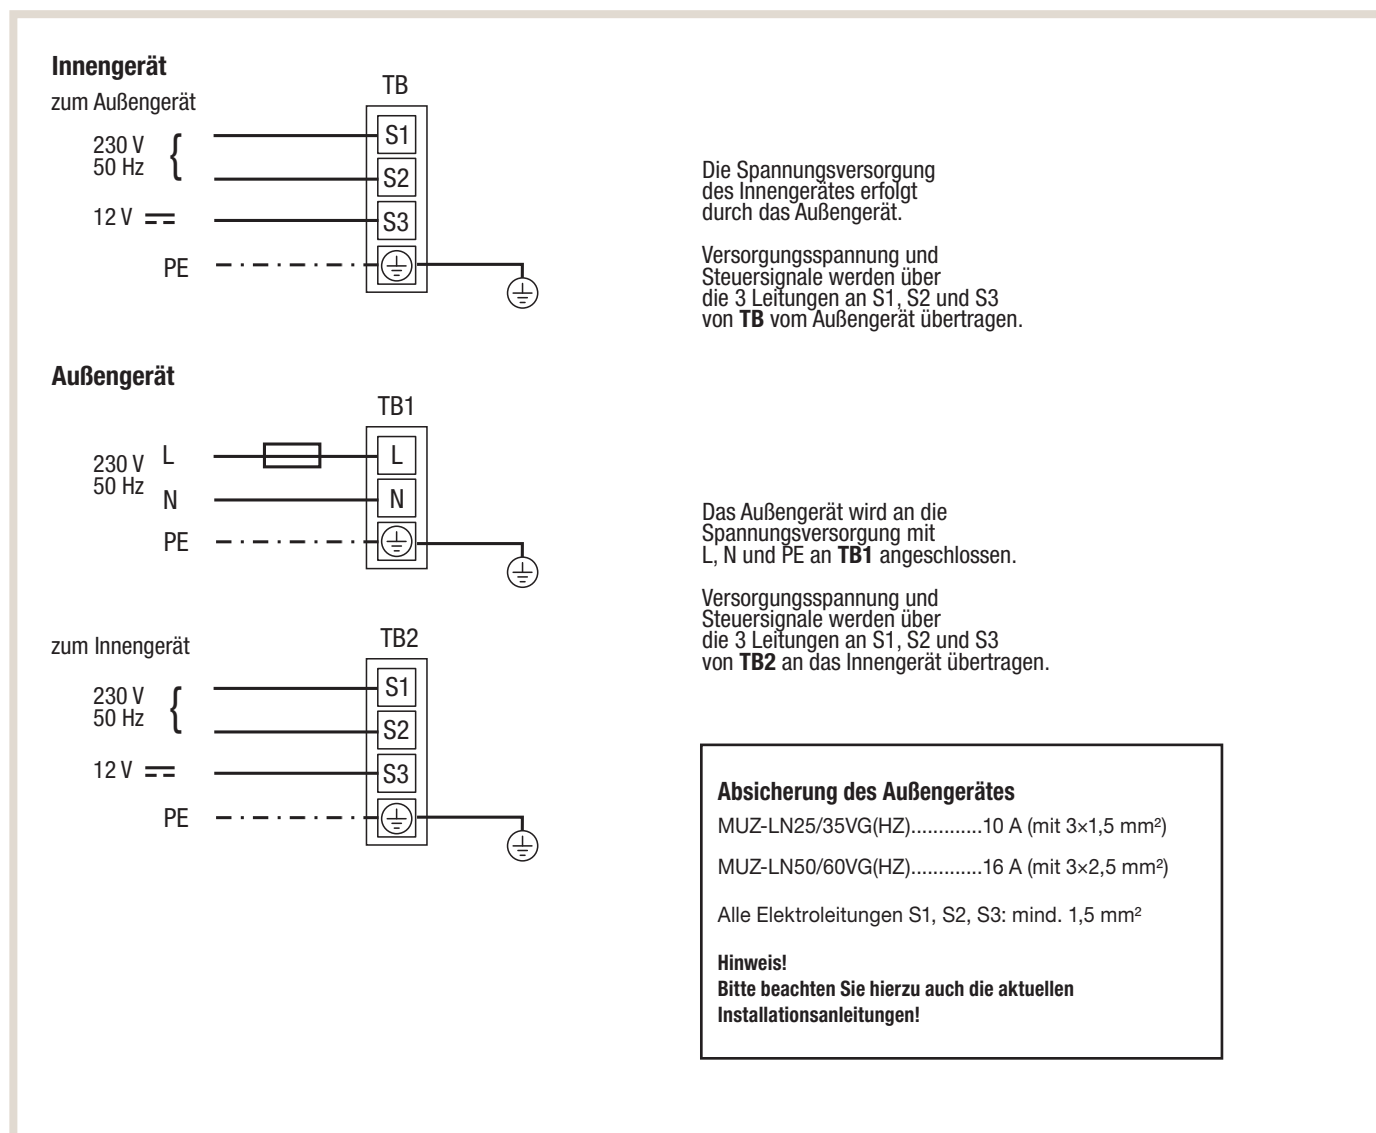 Innengerät
zum Außengerät
TB
230 V
50 Hz
S1
S2
12 V
S3
PE
Die Spannungsversorgung
des Innengerätes erfolgt
durch das Außengerät.
Versorgungsspannung und
Steuersignale werden über
die 3 Leitungen an S1, S2 und S3
von TB vom Außengerät übertragen.
Außengerät
TB1
230 V
50 Hz
L
L
N
N
PE
Das Außengerät wird an die
Spannungsversorgung mit
L, N und PE an TB1 angeschlossen.
Versorgungsspannung und
Steuersignale werden über
die 3 Leitungen an S1, S2 und S3
von TB2 an das Innengerät übertragen.
zum Innengerät
TB2
230 V
50 Hz
S1
S2
12 V
S3
PE
Absicherung des Außengerätes
MUZ-LN25/35VG(HZ).............10 A (mit 3×1,5 mm²)
MUZ-LN50/60VG(HZ).............16 A (mit 3×2,5 mm²)
Alle Elektroleitungen S1, S2, S3: mind. 1,5 mm²
Hinweis!
Bitte beachten Sie hierzu auch die aktuellen
Installationsanleitungen!